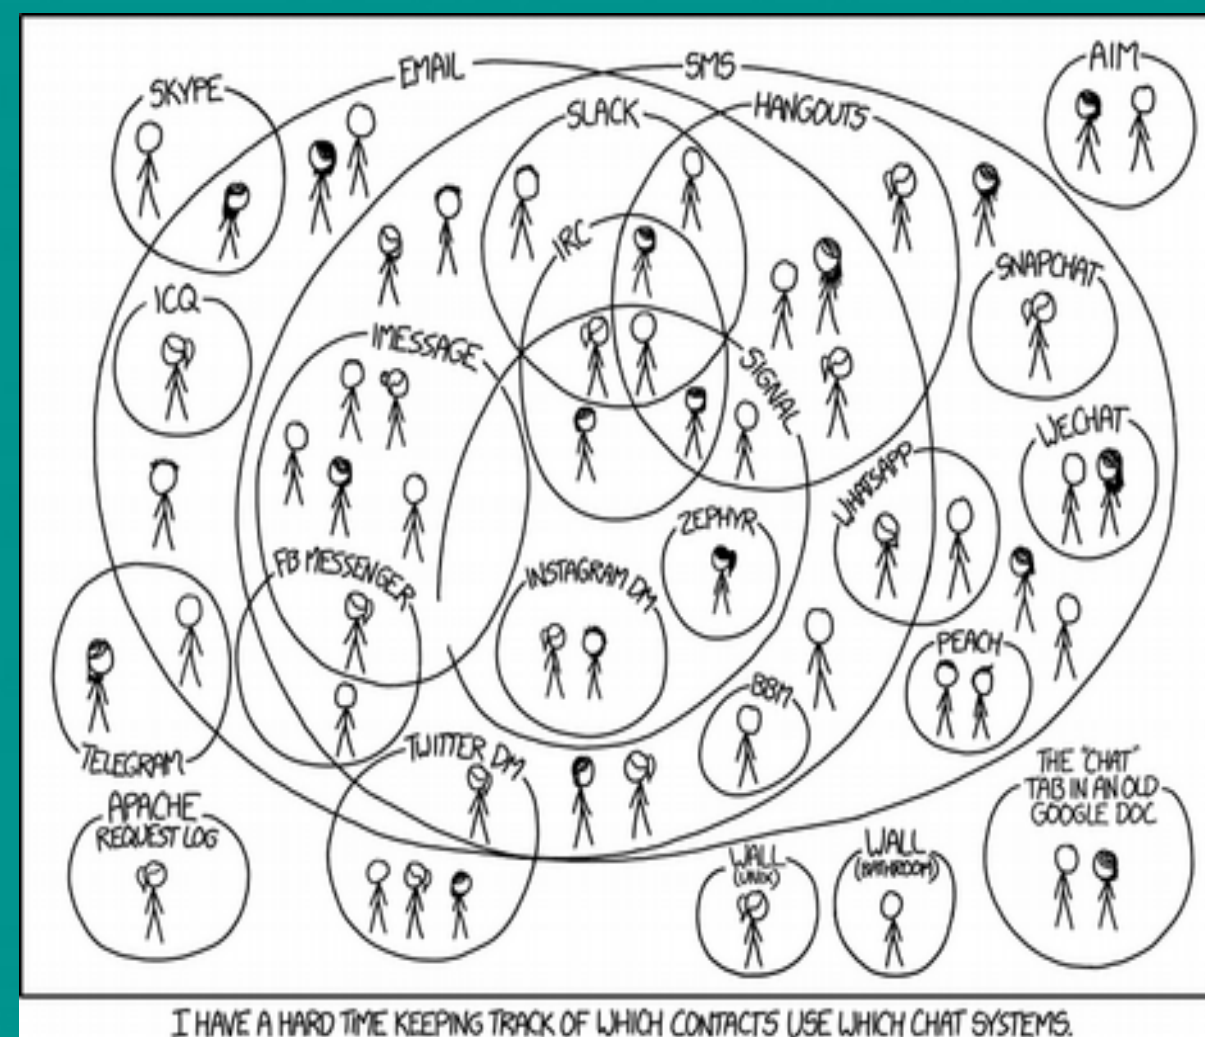 EMAIL
SMS
AIM
SKYPE
SLACK
HANGOUTS
IRC
SNAPCHAT
ICQ
IMESSAGE
SIGNAL
WECHAT
WHATSAPP
ZEPHYR
FB MESSENGER
INSTAGRAM DM
PEACH
BBM
TELEGRAM
TWITTER DM
THE "CHAT"
TAB IN AN OLD
GOOGLE DOC
APACHE
REQUEST LOG
WALL
(UNIX)
WALL
(BATHROOM)
I HAVE A HARD TIME KEEPING TRACK OF WHICH CONTACTS USE WHICH CHAT SYSTEMS.